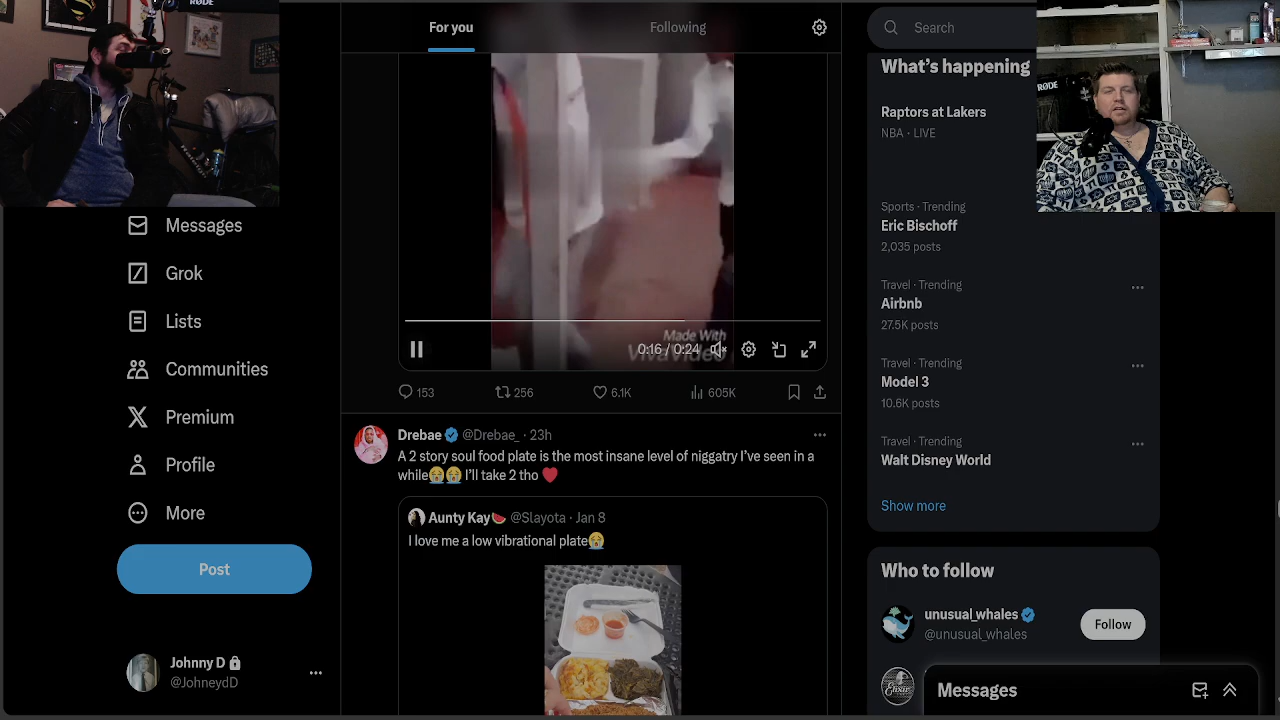 RØDE
For you
Following
Search
What's happening
RØDE
Raptors at Lakers
NBA · LIVE
Sports · Trending
Eric Bischoff
2,035 posts
Travel · Trending
Airbnb
27.5K posts
Travel · Trending
Model 3
10.6K posts
Travel · Trending
Walt Disney World
Show more
Who to follow
unusual_whales
@unusual_whales
Follow
Messages
Messages
Grok
Lists
Communities
Premium
Profile
More
Post
Johnny D
@JohneydD
Made With
VivaVideo
0:16 / 0:24
153
256
6.1K
605K
Drebae @Drebae_ · 23h
A 2 story soul food plate is the most insane level of niggatry I've seen in a
while😭😭 I'll take 2 tho ♥️
Aunty Kay🍉 @Slayota · Jan 8
I love me a low vibrational plate😭